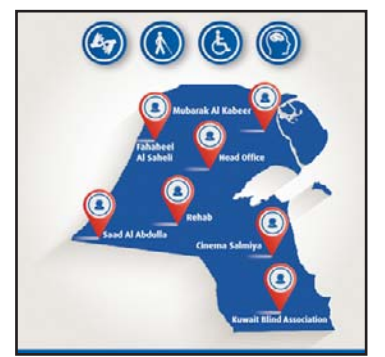 Mubarak Al Kabeer
Fahaheel
Al Saheli
Head Office
Rehab
Saad Al Abdulla
Cinema Salmiya
Kuwait Blind Association